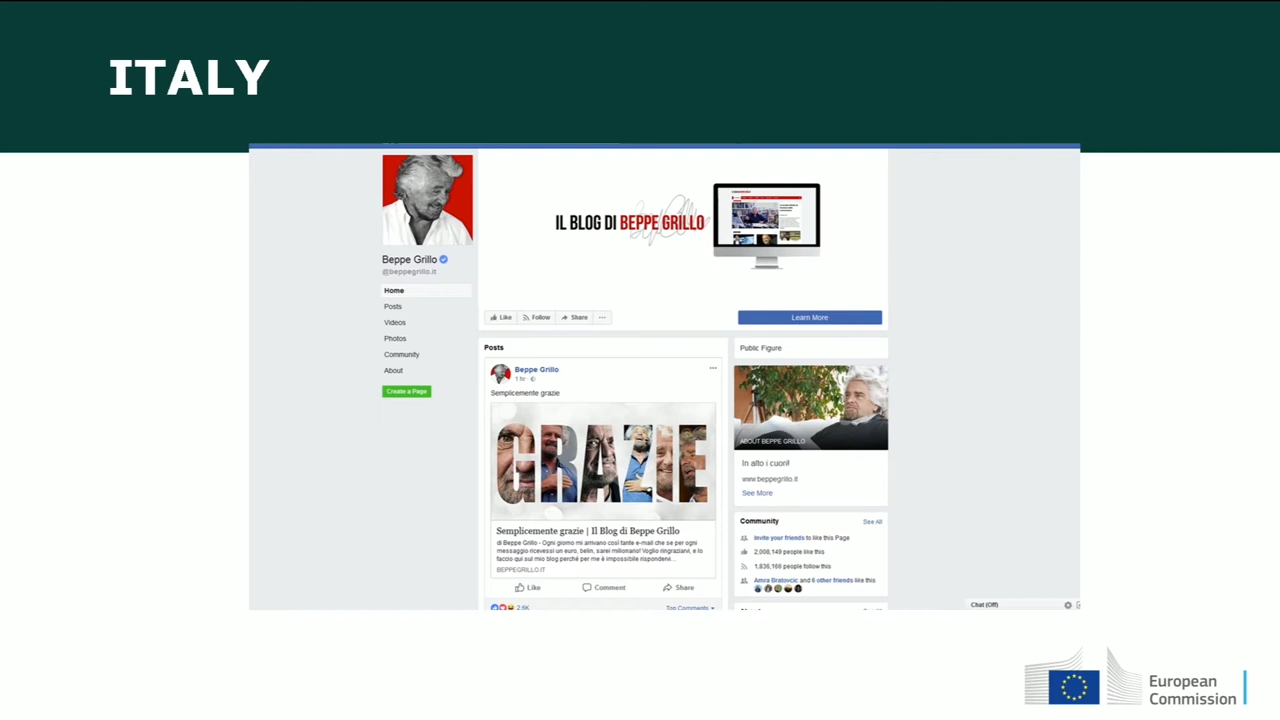 ITALY
IL BLOG DI BEPPE GRILLO
Beppe Grillo
@beppegrillo.it
Home
Posts
Videos
Photos
Community
About
Create a Page
Like
Follow
Share
Learn More
Posts
Beppe Grillo
1 hr
Semplicemente grazie
GRAZIE
Semplicemente grazie | Il Blog di Beppe Grillo
di Beppe Grillo - Ogni giorno mi arrivano così tante e-mail che se per ogni
messaggio ricevessi un euro, belin, sarei milionario! Voglio ringraziarvi, e lo
faccio qui sul mio blog perché per me è impossibile rispondervi...
BEPPEGRILLO.IT
Like
Comment
Share
2.6K
Top Comments
Public Figure
ABOUT BEPPE GRILLO
In alto i cuori!
www.beppegrillo.it
See More
Community
See All
Invite your friends to like this Page
2,008,149 people like this
1,836,166 people follow this
Amra Bratovcic and 6 other friends like this
Chat (Off)
European
Commission